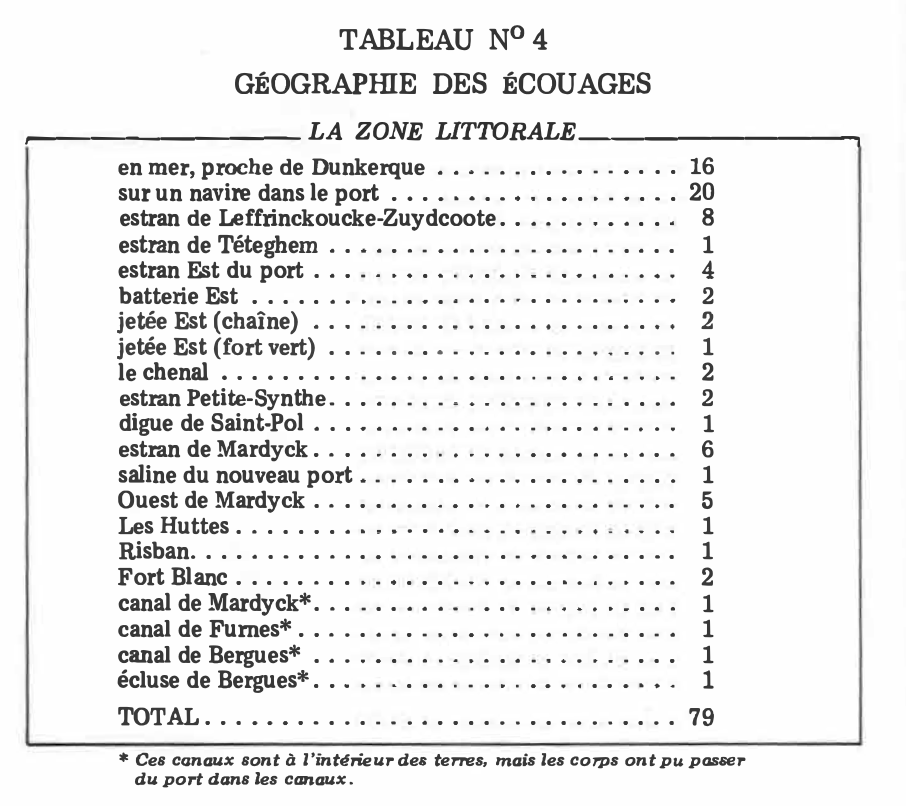 TABLEAU Nº 4
GÉOGRAPHIE DES ÉCOUAGES
LA ZONE LITTORALE
en mer, proche de Dunkerque . . . . . . . . . . . . . . . . 16
sur un navire dans le port . . . . . . . . . . . . . . . . . . . 20
estran de Leffrinckoucke-Zuydcoote. . . . . . . . . . . . 8
estran de Téteghem . . . . . . . . . . . . . . . . . . . . . . . 1
estran Est du port . . . . . . . . . . . . . . . . . . . . . . . . 4
batterie Est . . . . . . . . . . . . . . . . . . . . . . . . . . . . 2
jetée Est (chaîne) . . . . . . . . . . . . . . . . . . . . . . . . 2
jetée Est (fort vert) . . . . . . . . . . . . . . . . . . . . . . . 1
le chenal . . . . . . . . . . . . . . . . . . . . . . . . . . . . . . 2
estran Petite-Synthe. . . . . . . . . . . . . . . . . . . . . . . 2
digue de Saint-Pol . . . . . . . . . . . . . . . . . . . . . . . . 1
estran de Mardyck. . . . . . . . . . . . . . . . . . . . . . . . 6
saline du nouveau port . . . . . . . . . . . . . . . . . . . . . 1
Ouest de Mardyck . . . . . . . . . . . . . . . . . . . . . . . . 5
Les Huttes . . . . . . . . . . . . . . . . . . . . . . . . . . . . . 1
Risban. . . . . . . . . . . . . . . . . . . . . . . . . . . . . . . . 1
Fort Blanc . . . . . . . . . . . . . . . . . . . . . . . . . . . . . 2
canal de Mardyck*. . . . . . . . . . . . . . . . . . . . . . . . 1
canal de Furnes* . . . . . . . . . . . . . . . . . . . . . . . . . 1
canal de Bergues* . . . . . . . . . . . . . . . . . . . . . . . . 1
écluse de Bergues*. . . . . . . . . . . . . . . . . . . . . . . . 1
TOTAL . . . . . . . . . . . . . . . . . . . . . . . . . . . . . . . 79
* Ces canaux sont à l'intérieur des terres, mais les corps ont pu passer
du port dans les canaux.